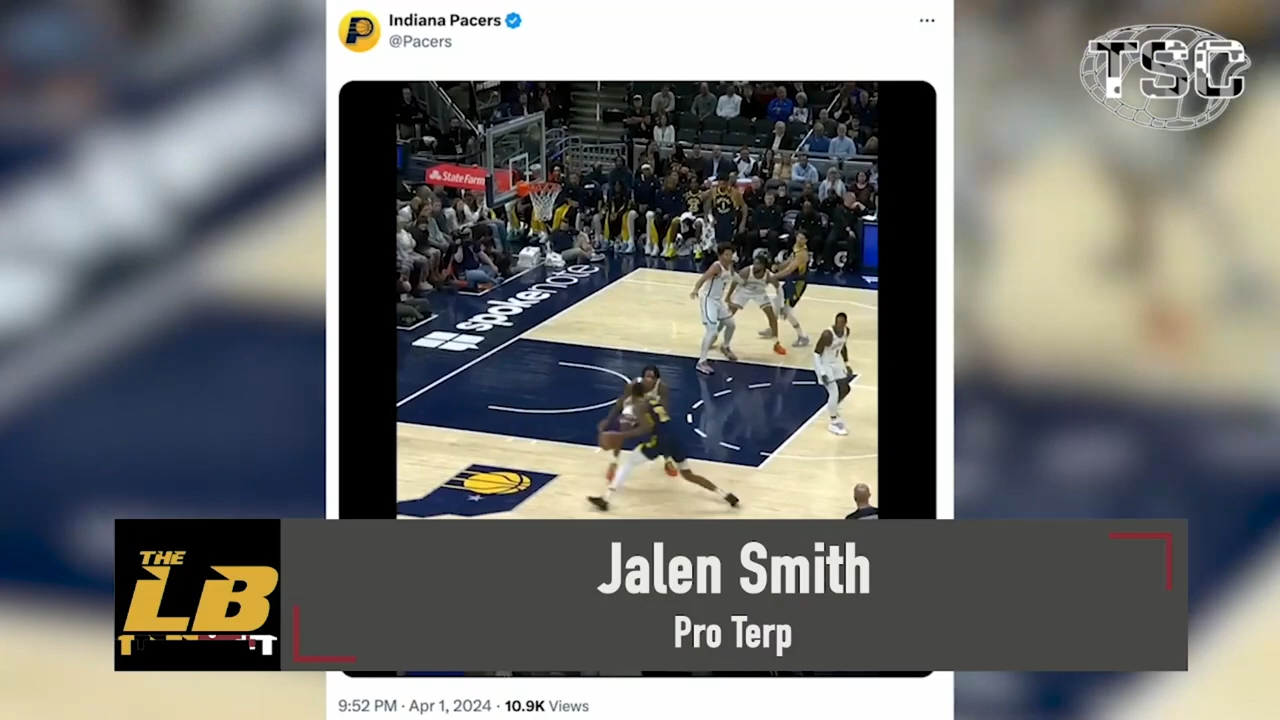 Indiana Pacers
@Pacers
TSC
State Farm
spokenote
THE
LB
Jalen Smith
Pro Terp
9:52 PM · Apr 1, 2024 · 10.9K Views